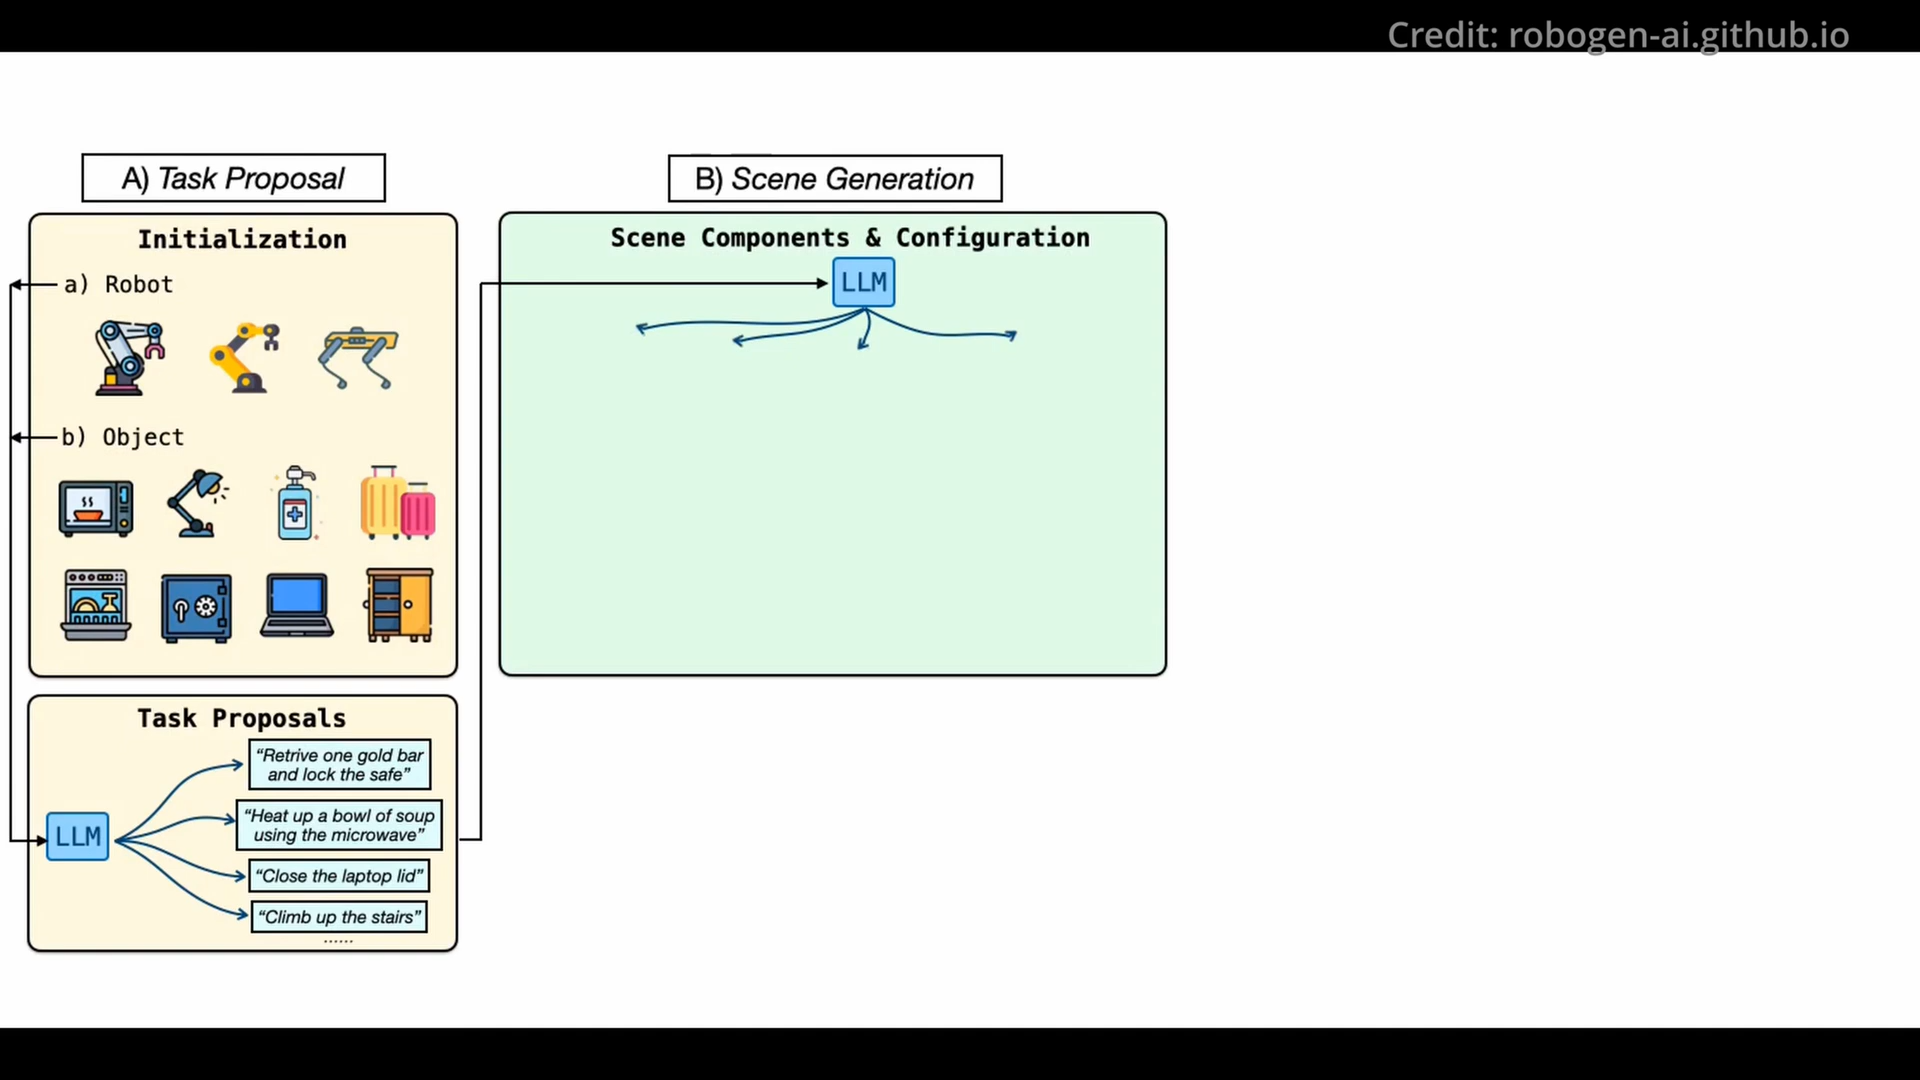 Credit: robogen-ai.github.io
A) Task Proposal
B) Scene Generation
Initialization
a) Robot
b) Object
Task Proposals
LLM
“Retrive one gold bar
and lock the safe”
“Heat up a bowl of soup
using the microwave”
“Close the laptop lid”
“Climb up the stairs”
......
Scene Components & Configuration
LLM